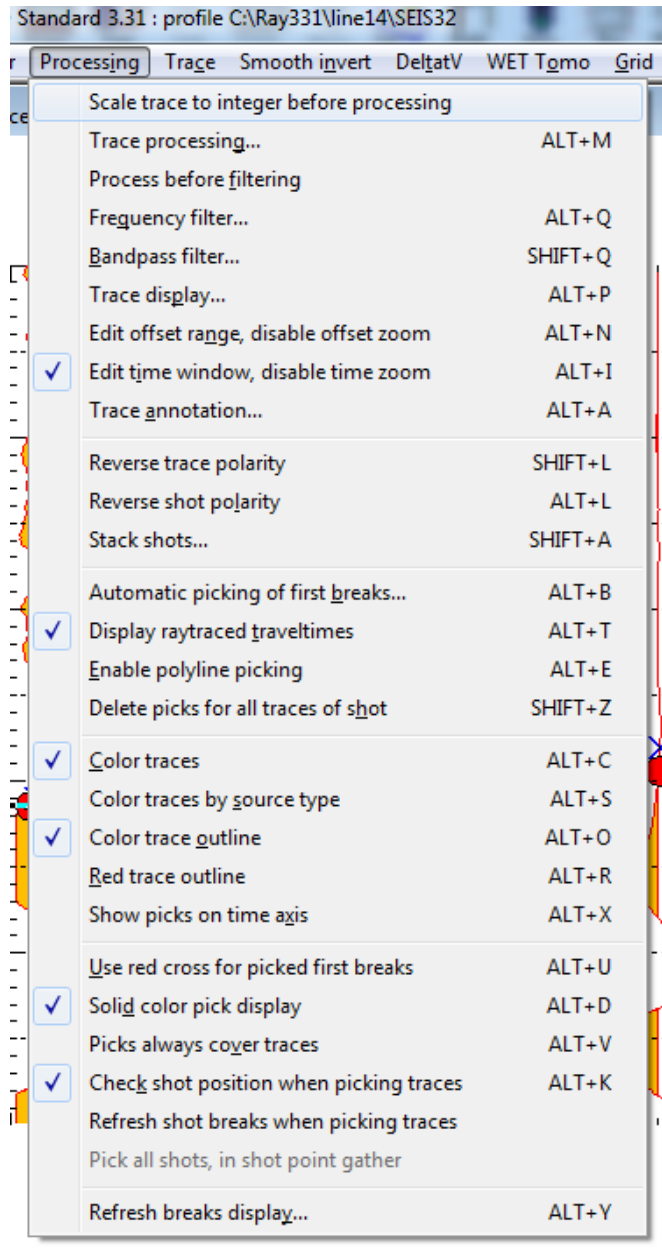 Standard 3.31 : profile C:\Ray331\line14\SEIS32
r Processing Trace Smooth invert DeltatV WET Tomo Grid
ce
Scale trace to integer before processing
Trace processing... ALT+M
Process before filtering
Frequency filter... ALT+Q
Bandpass filter... SHIFT+Q
Trace display... ALT+P
Edit offset range, disable offset zoom ALT+N
Edit time window, disable time zoom ALT+I
Trace annotation... ALT+A
Reverse trace polarity SHIFT+L
Reverse shot polarity ALT+L
Stack shots... SHIFT+A
Automatic picking of first breaks... ALT+B
Display raytraced traveltimes ALT+T
Enable polyline picking ALT+E
Delete picks for all traces of shot SHIFT+Z
Color traces ALT+C
Color traces by source type ALT+S
Color trace outline ALT+O
Red trace outline ALT+R
Show picks on time axis ALT+X
Use red cross for picked first breaks ALT+U
Solid color pick display ALT+D
Picks always cover traces ALT+V
Check shot position when picking traces ALT+K
Refresh shot breaks when picking traces
Pick all shots, in shot point gather
Refresh breaks display... ALT+Y